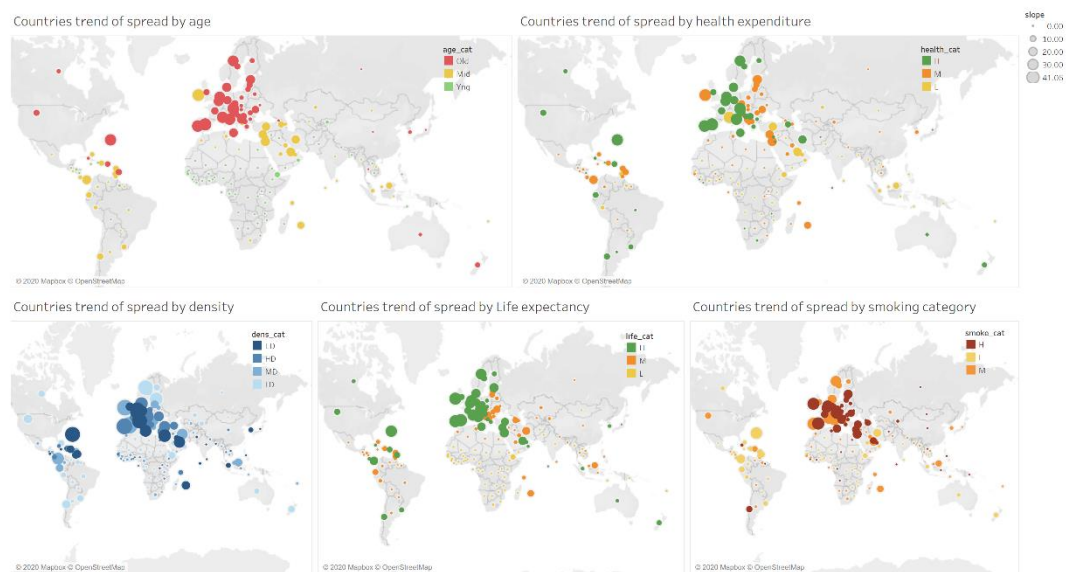 Countries trend of spread by age
Countries trend of spread by health expenditure
slope
0.00
10.00
20.00
30.00
41.06
age_cat
Old
Mid
Yng
health_cat
H
M
L
© 2020 Mapbox © OpenStreetMap
© 2020 Mapbox © OpenStreetMap
Countries trend of spread by density
Countries trend of spread by Life expectancy
Countries trend of spread by smoking category
dens_cat
HD
MD
LD
life_cat
H
M
L
smoke_cat
H
L
M
© 2020 Mapbox © OpenStreetMap
© 2020 Mapbox © OpenStreetMap
© 2020 Mapbox © OpenStreetMap